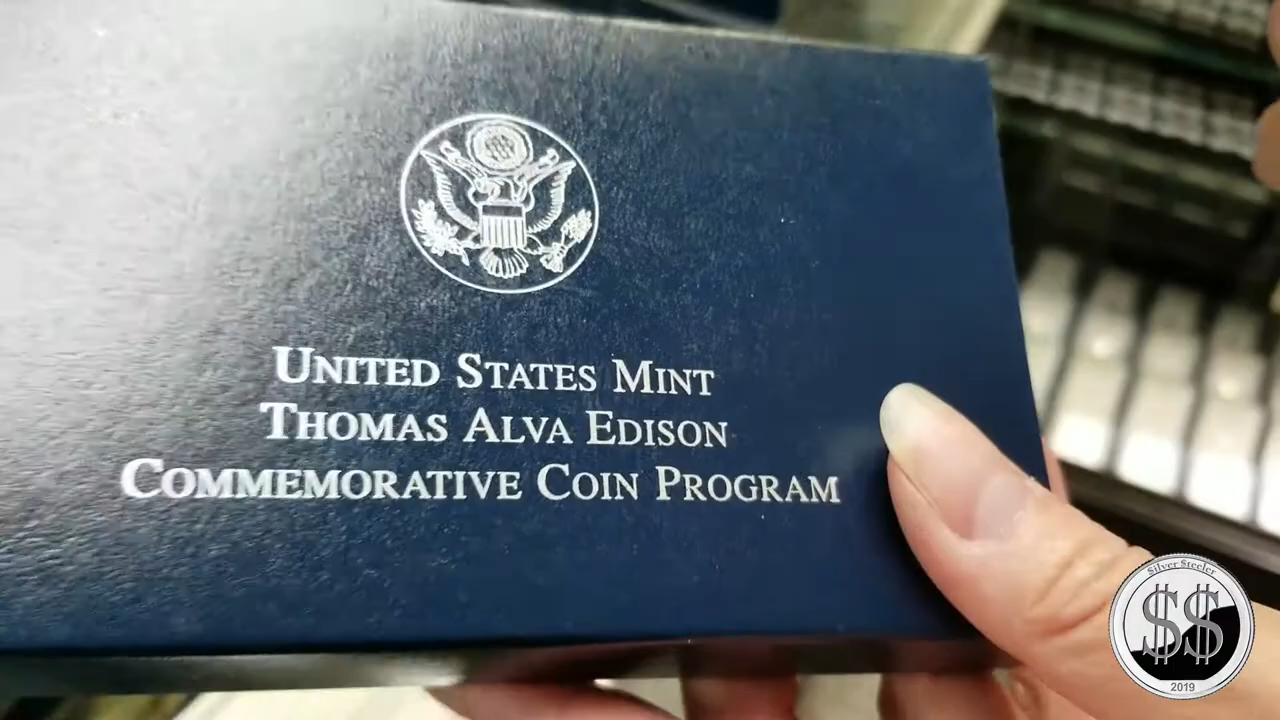 United States Mint
Thomas Alva Edison
Commemorative Coin Program
Silver Steeler
$$
2019